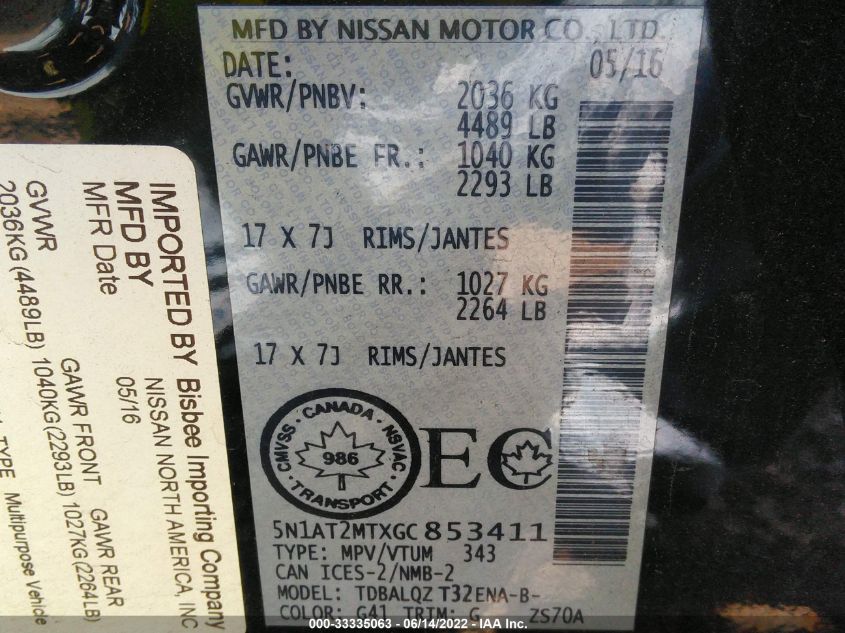 MFD BY NISSAN MOTOR CO., LTD.
DATE: 05/16
GVWR/PNBV: 2036 KG
4489 LB
GAWR/PNBE FR.: 1040 KG
2293 LB
17 X 7J RIMS/JANTES
GAWR/PNBE RR.: 1027 KG
2264 LB
17 X 7J RIMS/JANTES
CANADA
CMVSS · NSVAC
986
TRANSPORT
EC
5N1AT2MTXGC853411
TYPE: MPV/VTUM 343
CAN ICES-2/NMB-2
MODEL: TDBALQZ T32ENA-B-
COLOR: G41 TRIM: G ZS70A
IMPORTED BY Bisbee Importing Company
MFD BY NISSAN NORTH AMERICA, INC
MFR Date 05/16
GVWR GAWR FRONT GAWR REAR
2036KG (4489LB) 1040KG(2293LB) 1027KG(2264LB)
TYPE Multipurpose Vehicle
000-33335063 - 06/14/2022 - IAA Inc.